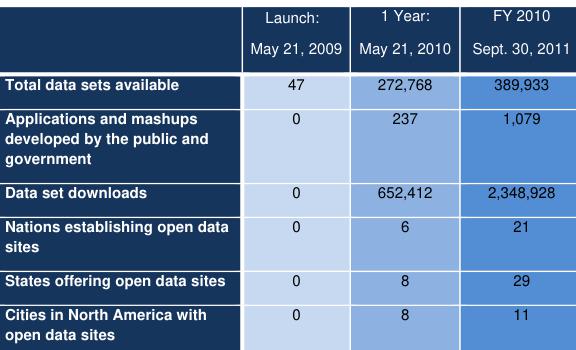 Launch: 1 Year: FY 2010
May 21, 2009 May 21, 2010 Sept. 30, 2011
Total data sets available 47 272,768 389,933
Applications and mashups 0 237 1,079
developed by the public and
government
Data set downloads 0 652,412 2,348,928
Nations establishing open data 0 6 21
sites
States offering open data sites 0 8 29
Cities in North America with 0 8 11
open data sites